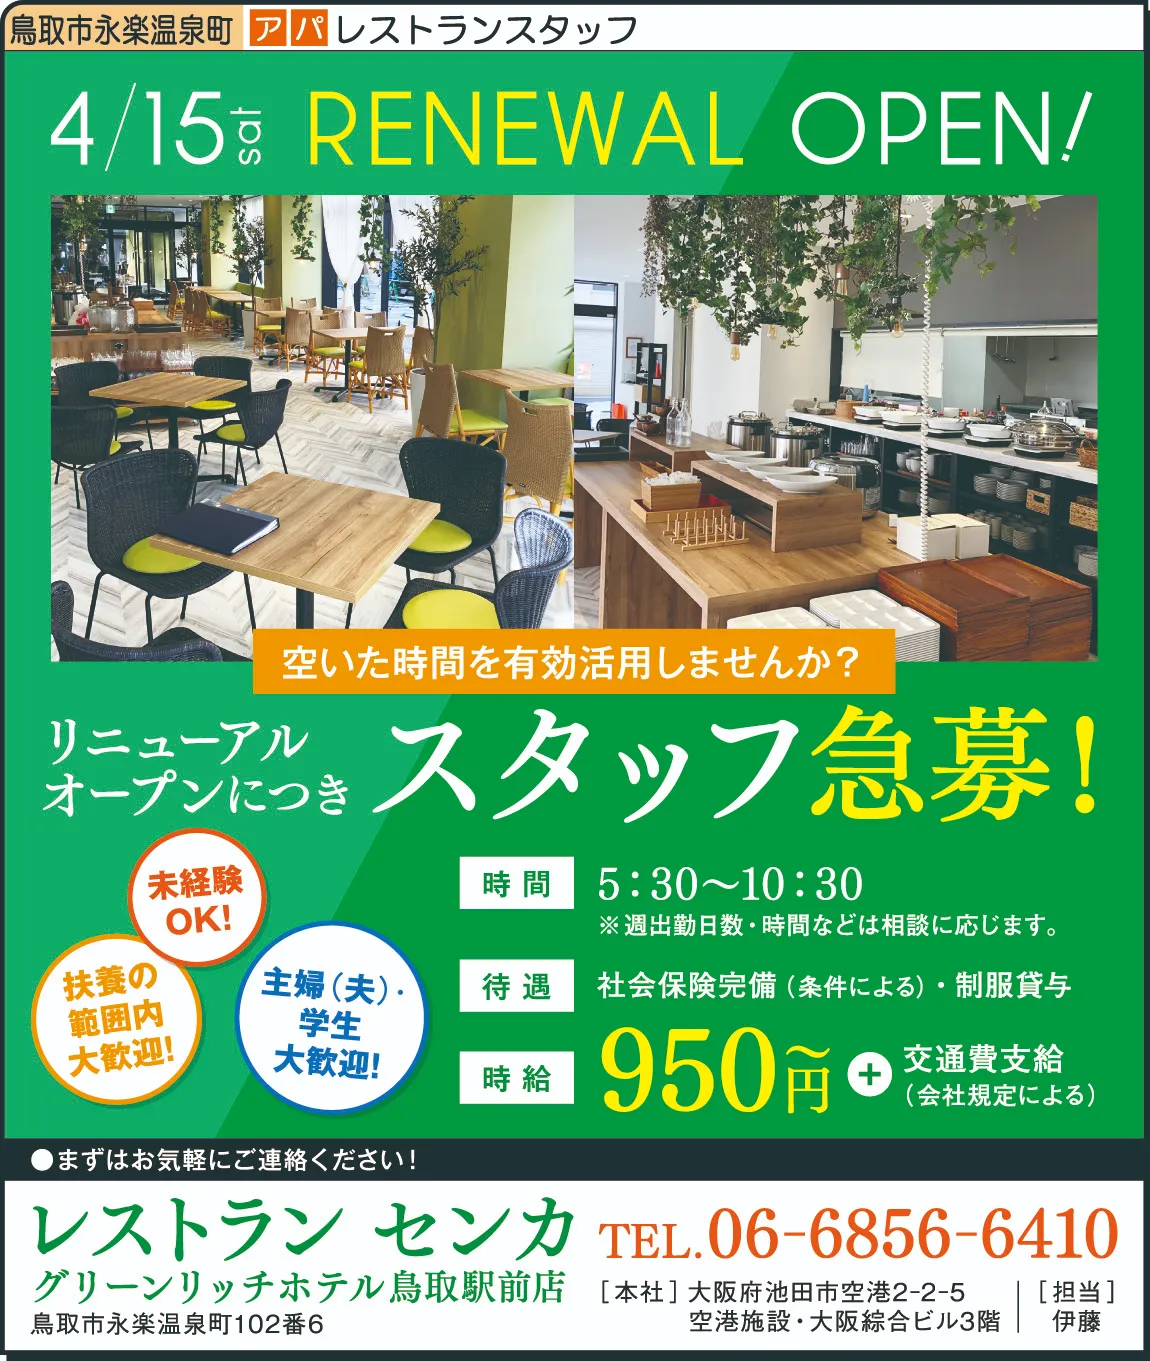 鳥取市永楽温泉町 アパ レストランスタッフ
4/15sat RENEWAL OPEN!
空いた時間を有効活用しませんか？
リニューアル
オープンにつき
スタッフ急募！
未経験
OK!
扶養の
範囲内
大歓迎!
主婦（夫）・
学生
大歓迎!
時間 5：30〜10：30
※週出勤日数・時間などは相談に応じます。
待遇 社会保険完備（条件による）・制服貸与
時給 950円〜 + 交通費支給
（会社規定による）
●まずはお気軽にご連絡ください！
レストラン センカ
グリーンリッチホテル鳥取駅前店
鳥取市永楽温泉町102番6
TEL.06-6856-6410
［本社］大阪府池田市空港2-2-5
空港施設・大阪綜合ビル3階
［担当］
伊藤